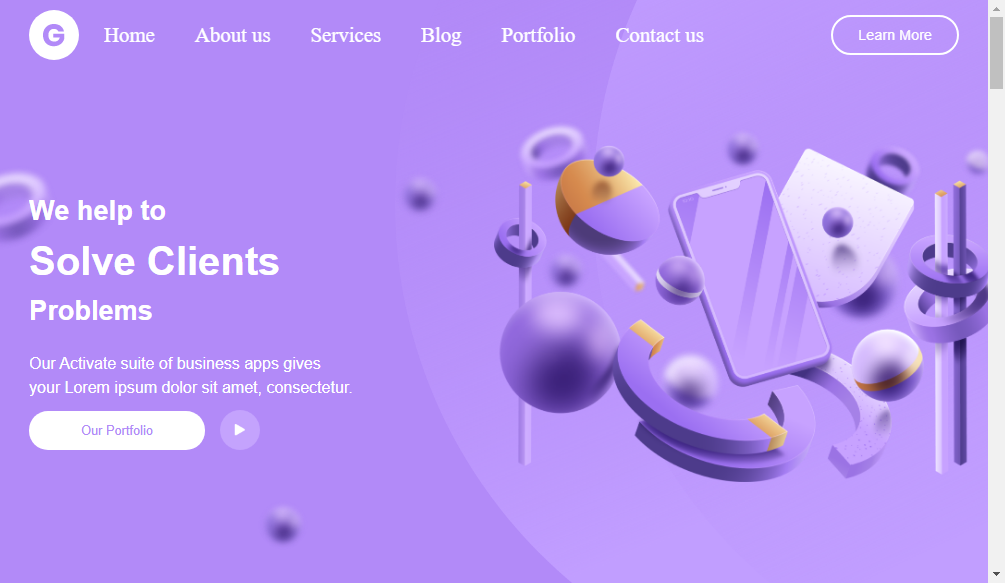 G
Home About us Services Blog Portfolio Contact us Learn More
We help to
Solve Clients
Problems
Our Activate suite of business apps gives
your Lorem ipsum dolor sit amet, consectetur.
Our Portfolio